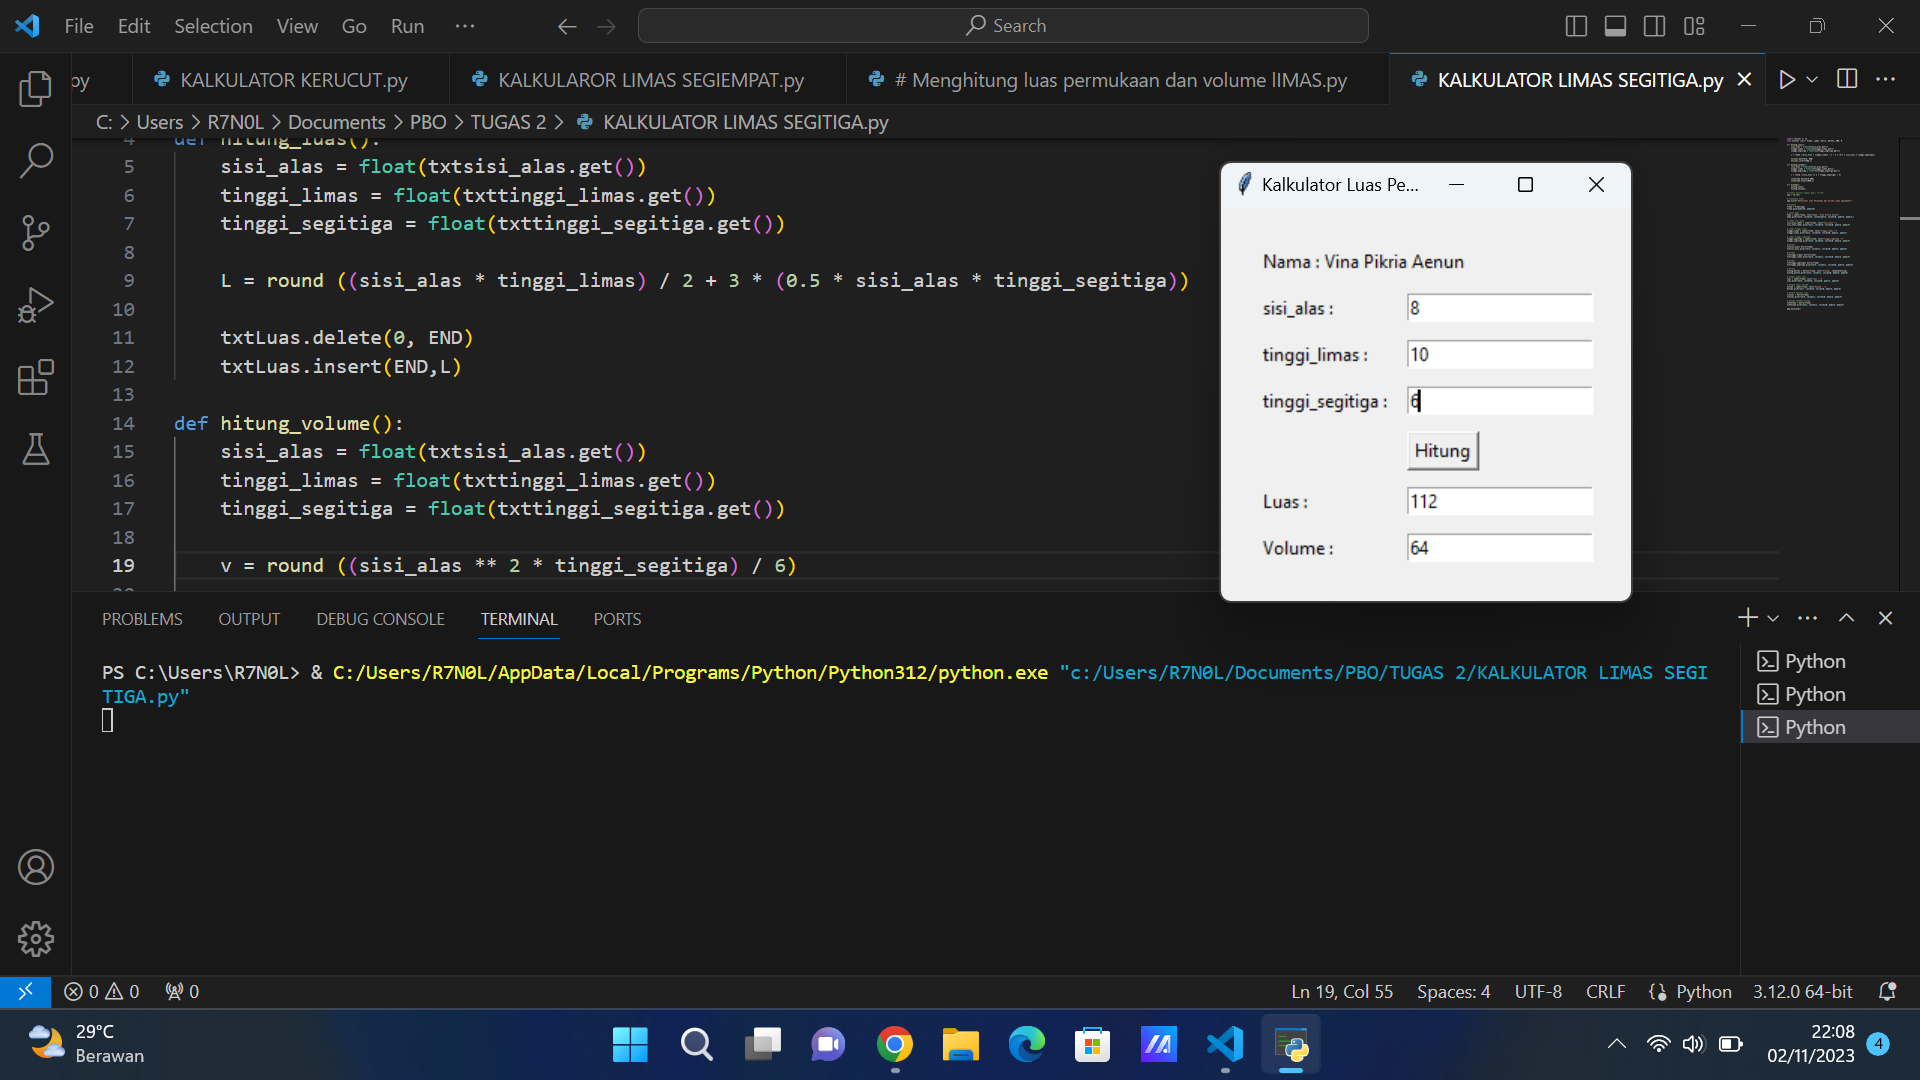 File Edit Selection View Go Run ···
Search
py
KALKULATOR KERUCUT.py
KALKULAROR LIMAS SEGIEMPAT.py
# Menghitung luas permukaan dan volume lIMAS.py
KALKULATOR LIMAS SEGITIGA.py
C: > Users > R7N0L > Documents > PBO > TUGAS 2 > KALKULATOR LIMAS SEGITIGA.py
4 def hitung_luas():
5 sisi_alas = float(txtsisi_alas.get())
6 tinggi_limas = float(txttinggi_limas.get())
7 tinggi_segitiga = float(txttinggi_segitiga.get())
8
9 L = round ((sisi_alas * tinggi_limas) / 2 + 3 * (0.5 * sisi_alas * tinggi_segitiga))
10
11 txtLuas.delete(0, END)
12 txtLuas.insert(END,L)
13
14 def hitung_volume():
15 sisi_alas = float(txtsisi_alas.get())
16 tinggi_limas = float(txttinggi_limas.get())
17 tinggi_segitiga = float(txttinggi_segitiga.get())
18
19 v = round ((sisi_alas ** 2 * tinggi_segitiga) / 6)
Kalkulator Luas Pe...
Nama : Vina Pikria Aenun
sisi_alas : 8
tinggi_limas : 10
tinggi_segitiga : 6
Hitung
Luas : 112
Volume : 64
PROBLEMS OUTPUT DEBUG CONSOLE TERMINAL PORTS
PS C:\Users\R7N0L> & C:/Users/R7N0L/AppData/Local/Programs/Python/Python312/python.exe "c:/Users/R7N0L/Documents/PBO/TUGAS 2/KALKULATOR LIMAS SEGI
TIGA.py"
Python
Python
Python
0 0 0
Ln 19, Col 55 Spaces: 4 UTF-8 CRLF Python 3.12.0 64-bit
29°C
Berawan
22:08
02/11/2023
4